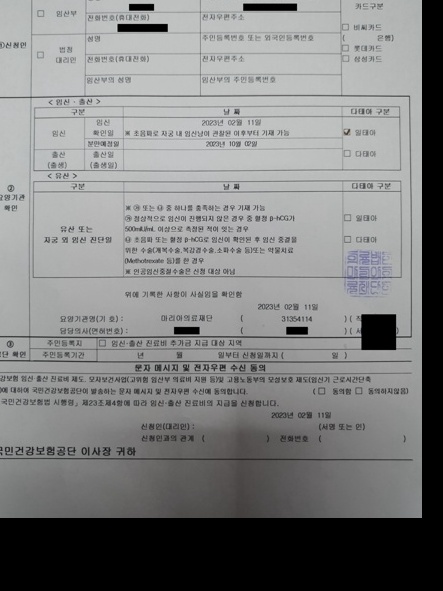 카드구분
임산부
전화번호(휴대전화) 전자우편주소
□ 비씨카드
( 은행)
①신청인 성명 주민등록번호 또는 외국인등록번호
□ 롯데카드
법정
대리인 전화번호(휴대전화) 전자우편주소
□ 삼성카드
임산부의 성명 임산부의 주민등록번호
< 임신ㆍ출산 >
구분 날 짜 다태아 구분
임신 2023년 02월 11일
임신 확인일 ※ 초음파로 자궁 내 임신낭이 관찰된 이후부터 기재 가능
일태아
분만예정일 2023년 10월 02일
출산 출산일
(출생) (출생일)
□ 다태아
< 유산 >
구분 날 짜 다태아 구분
②
요양기관
확인
※ ㉮ 또는 ㉯ 중 하나를 충족하는 경우 기재 가능
㉮ 정상적으로 임신이 진행되지 않은 경우 중 혈청 β-hCG가
500mIU/mL 이상으로 측정된 적이 있는 경우
유산 또는
자궁 외 임신 진단일
㉯ 초음파 또는 혈청 β-hCG로 임신이 확인된 후 임신 중결을
위한 수술(개복수술,복강경수술,소파수술 등)또는 약물치료
(Methotrexate 등)를 한 경우
※ 인공임신중절수술은 신청 대상 아님
□ 일태아
□ 다태아
위에 기록한 사항이 사실임을 확인함
2023년 02월 11일
요양기관명(기 호) : 마리아의료재단 ( 31354114 ) (
담당의사(면허번호) : ( ) (
③ 주민등록지 □ 임신ㆍ출산 진료비 추가금 지급 대상 지역
공단 확인 주민등록기간 년 월 일부터 신청일까지 ( 일 )
문자 메시지 및 전자우편 수신 동의
건강보험 임신ㆍ출산 진료비 제도, 모자보건사업(고위험 임산부 의료비 지원 등)및 고용노동부의 모성보호 제도(임신기 근로시간단축
에 대하여 국민건강보험공단이 발송하는 문자 메시지 및 전자우편 수신에 동의합니다. ( □ 동의함 □ 동의하지않음)
「국민건강보험법 시행령」제23조제4항에 따라 임신ㆍ출산 진료비의 지급을 신청합니다.
2023년 02월 11일
신청인(대리인) : (서명 또는 인)
신청인과의 관계 ( ) 전화번호 ( )
국민건강보험공단 이사장 귀하